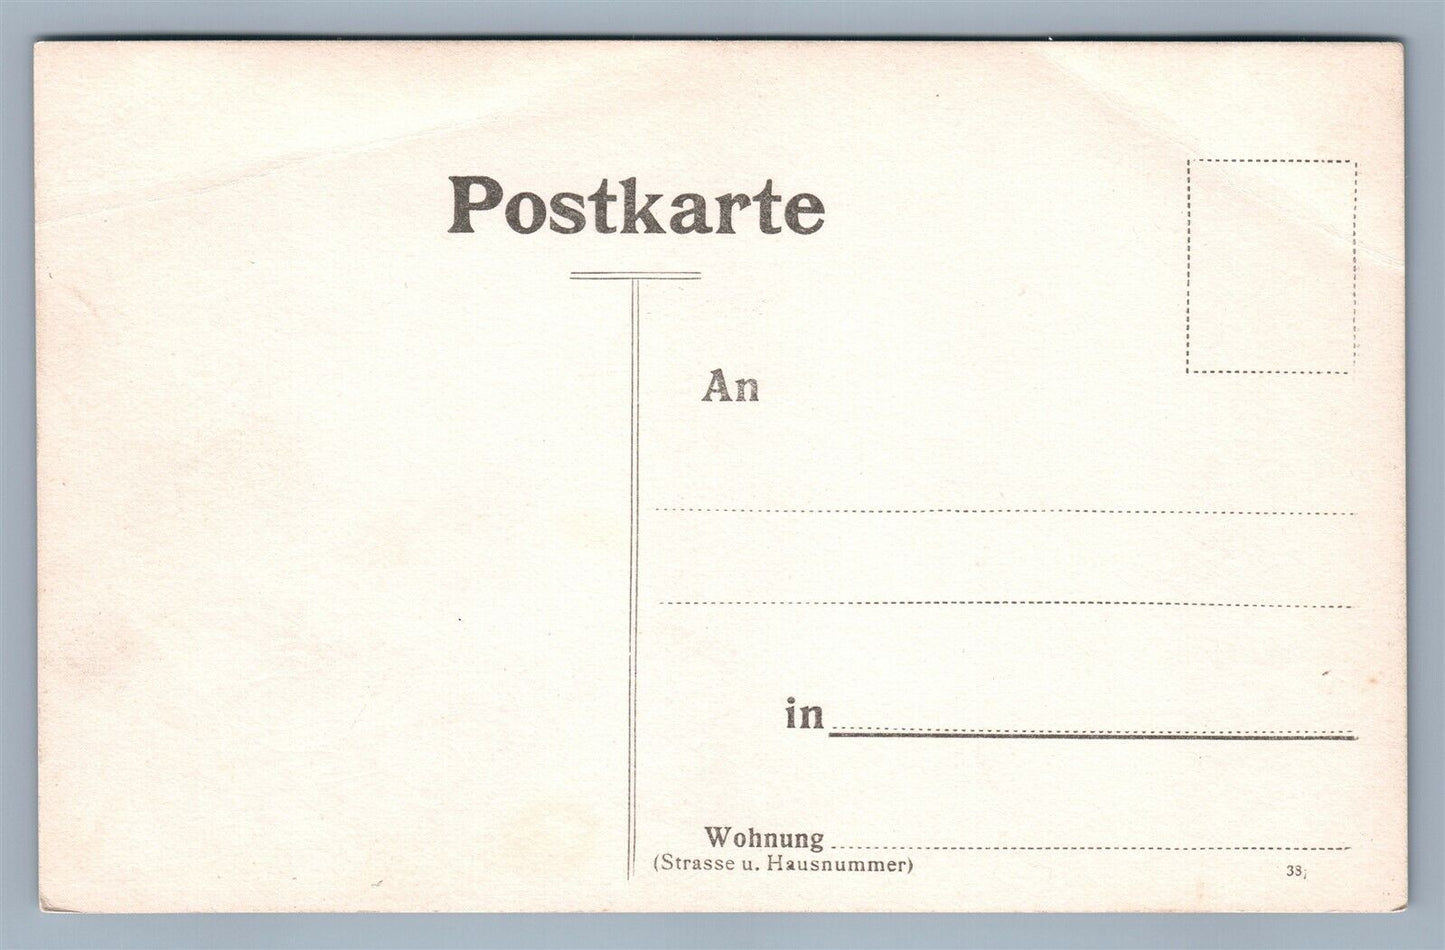 Postkarte
An
in
Wohnung
(Strasse u. Hausnummer)